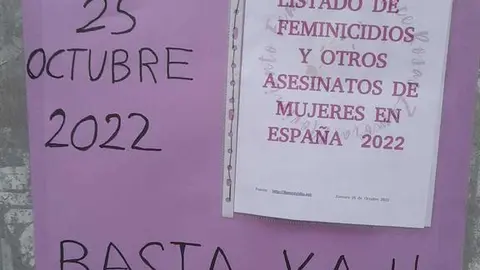 25
OCTUBRE
2022
LISTADO DE
FEMINICIDIOS
Y OTROS
ASESINATOS DE
MUJERES EN
ESPAÑA 2022
BASTA YA !!